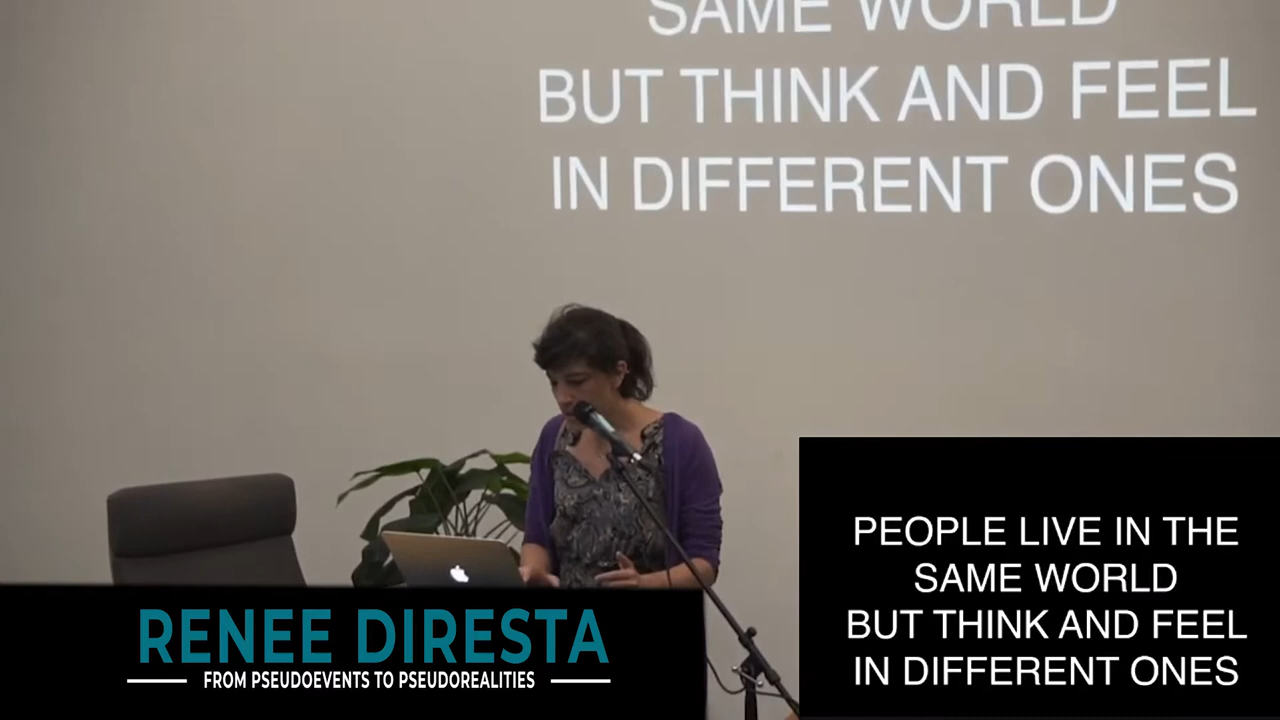 SAME WORLD
BUT THINK AND FEEL
IN DIFFERENT ONES
RENEE DIRESTA
FROM PSEUDOEVENTS TO PSEUDOREALITIES
PEOPLE LIVE IN THE
SAME WORLD
BUT THINK AND FEEL
IN DIFFERENT ONES